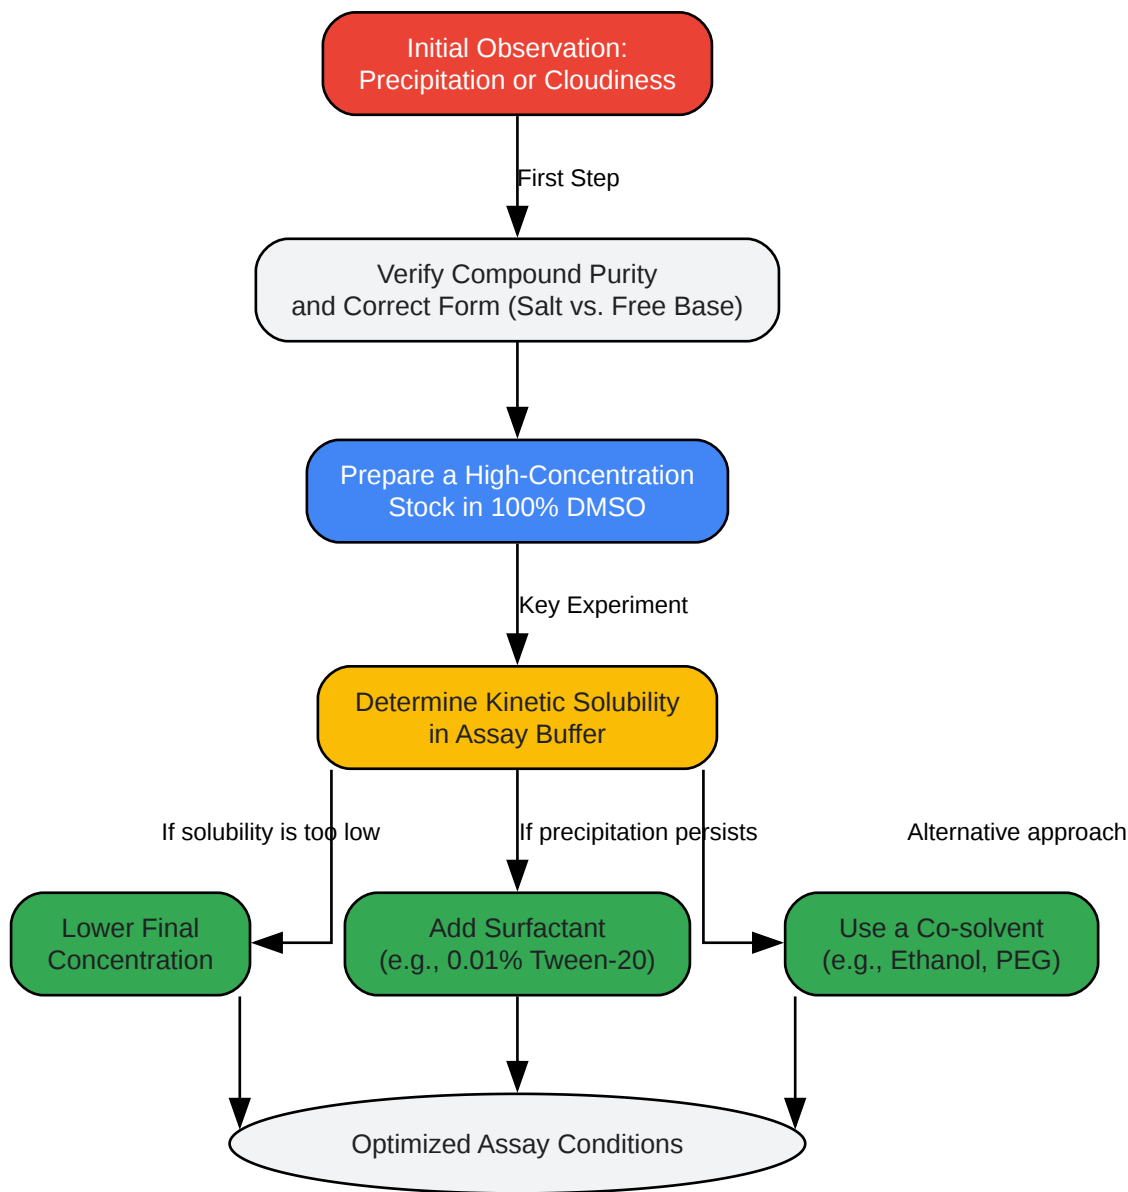 Initial Observation:
Precipitation or Cloudiness
First Step
Verify Compound Purity
and Correct Form (Salt vs. Free Base)
Prepare a High-Concentration
Stock in 100% DMSO
Key Experiment
Determine Kinetic Solubility
in Assay Buffer
If solubility is too low
If precipitation persists
Alternative approach
Lower Final
Concentration
Add Surfactant
(e.g., 0.01% Tween-20)
Use a Co-solvent
(e.g., Ethanol, PEG)
Optimized Assay Conditions